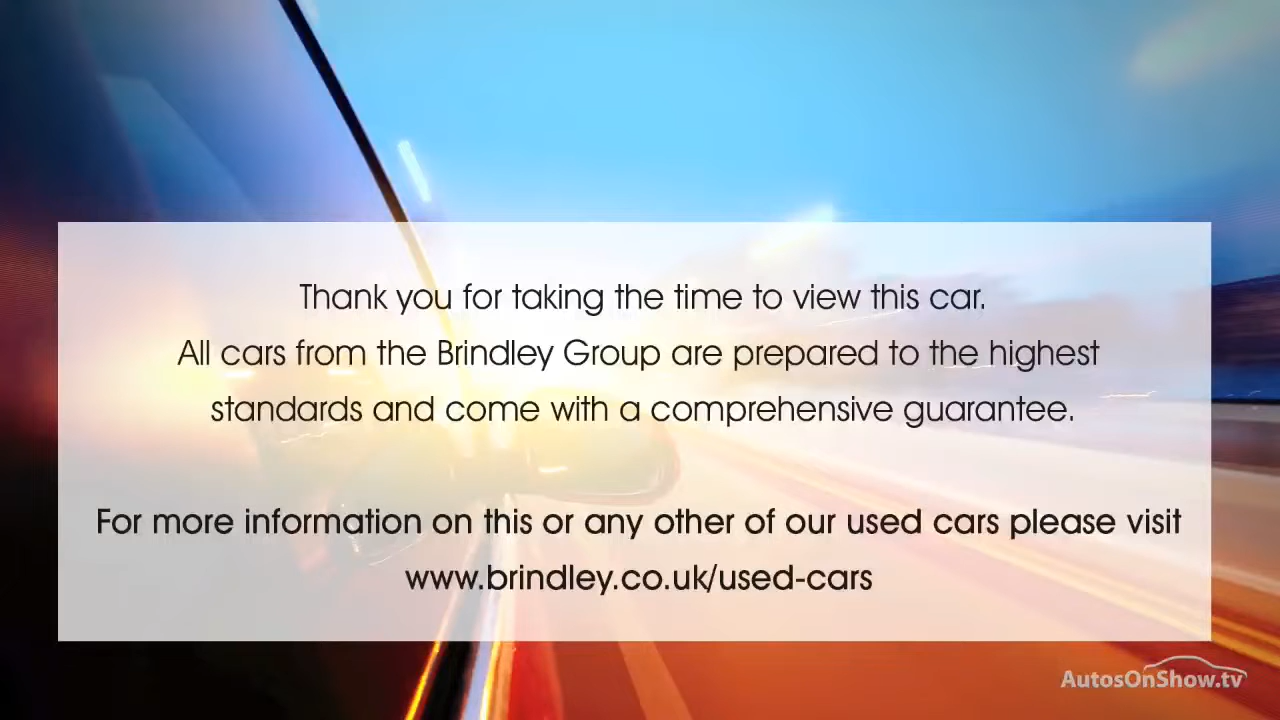 Thank you for taking the time to view this car.
All cars from the Brindley Group are prepared to the highest
standards and come with a comprehensive guarantee.
For more information on this or any other of our used cars please visit
www.brindley.co.uk/used-cars
AutosOnShow.tv